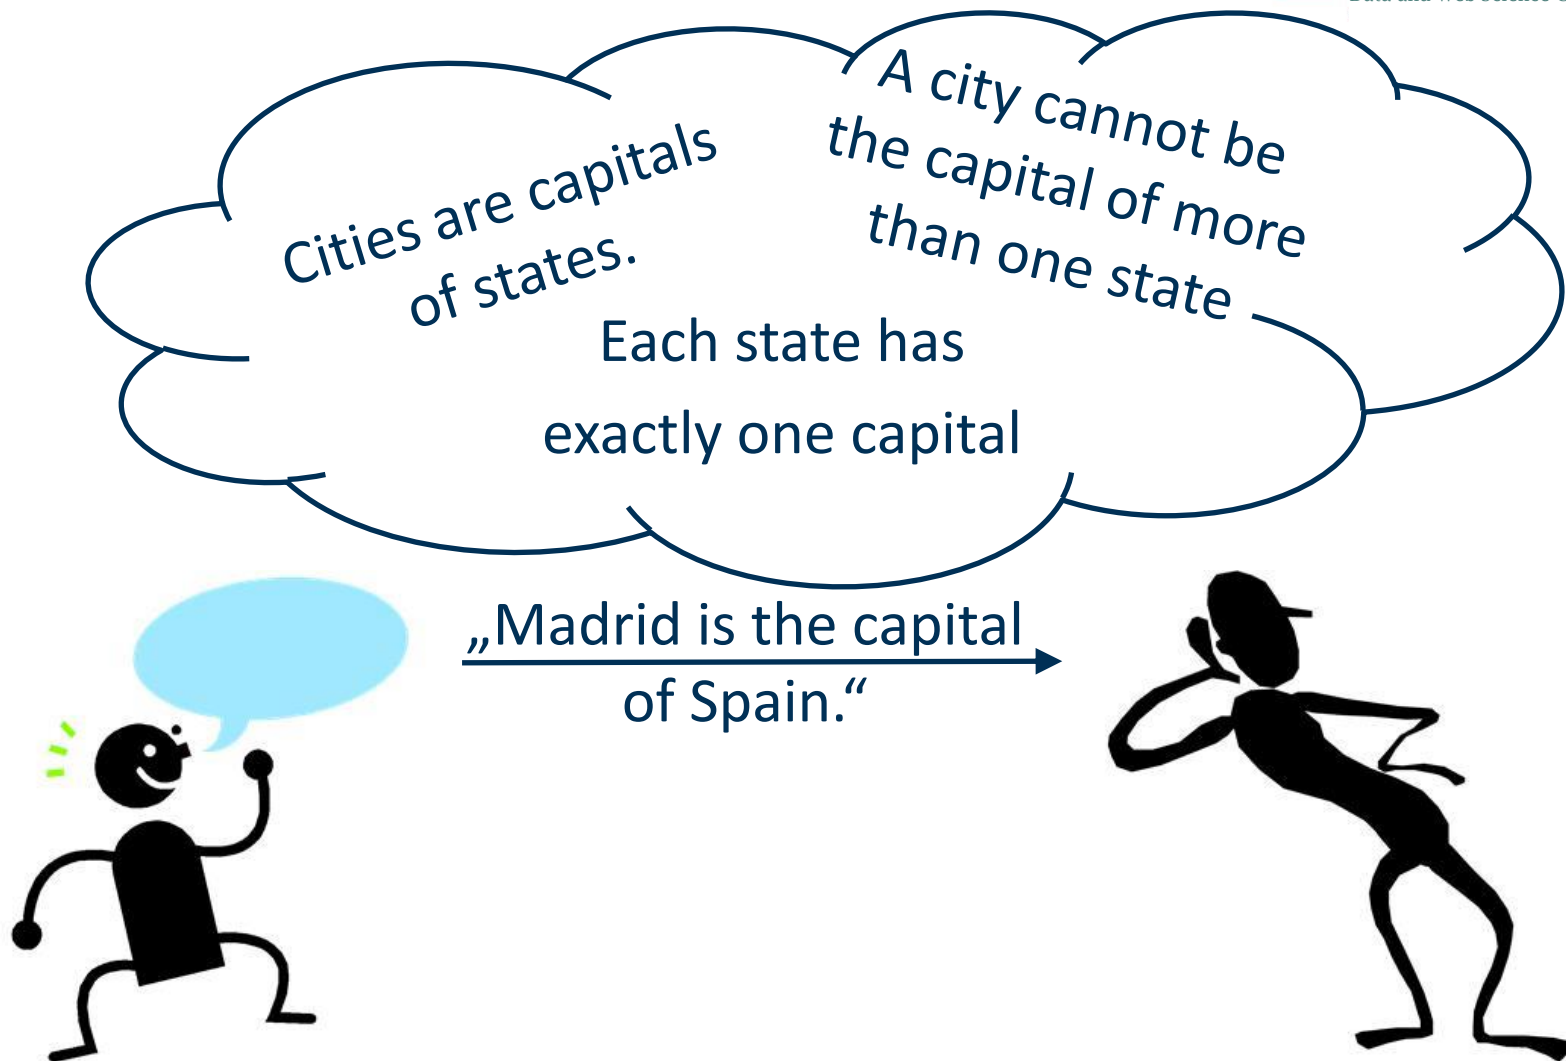 Cities are capitals
of states.
A city cannot be
the capital of more
than one state
Each state has
exactly one capital
„Madrid is the capital
of Spain.“